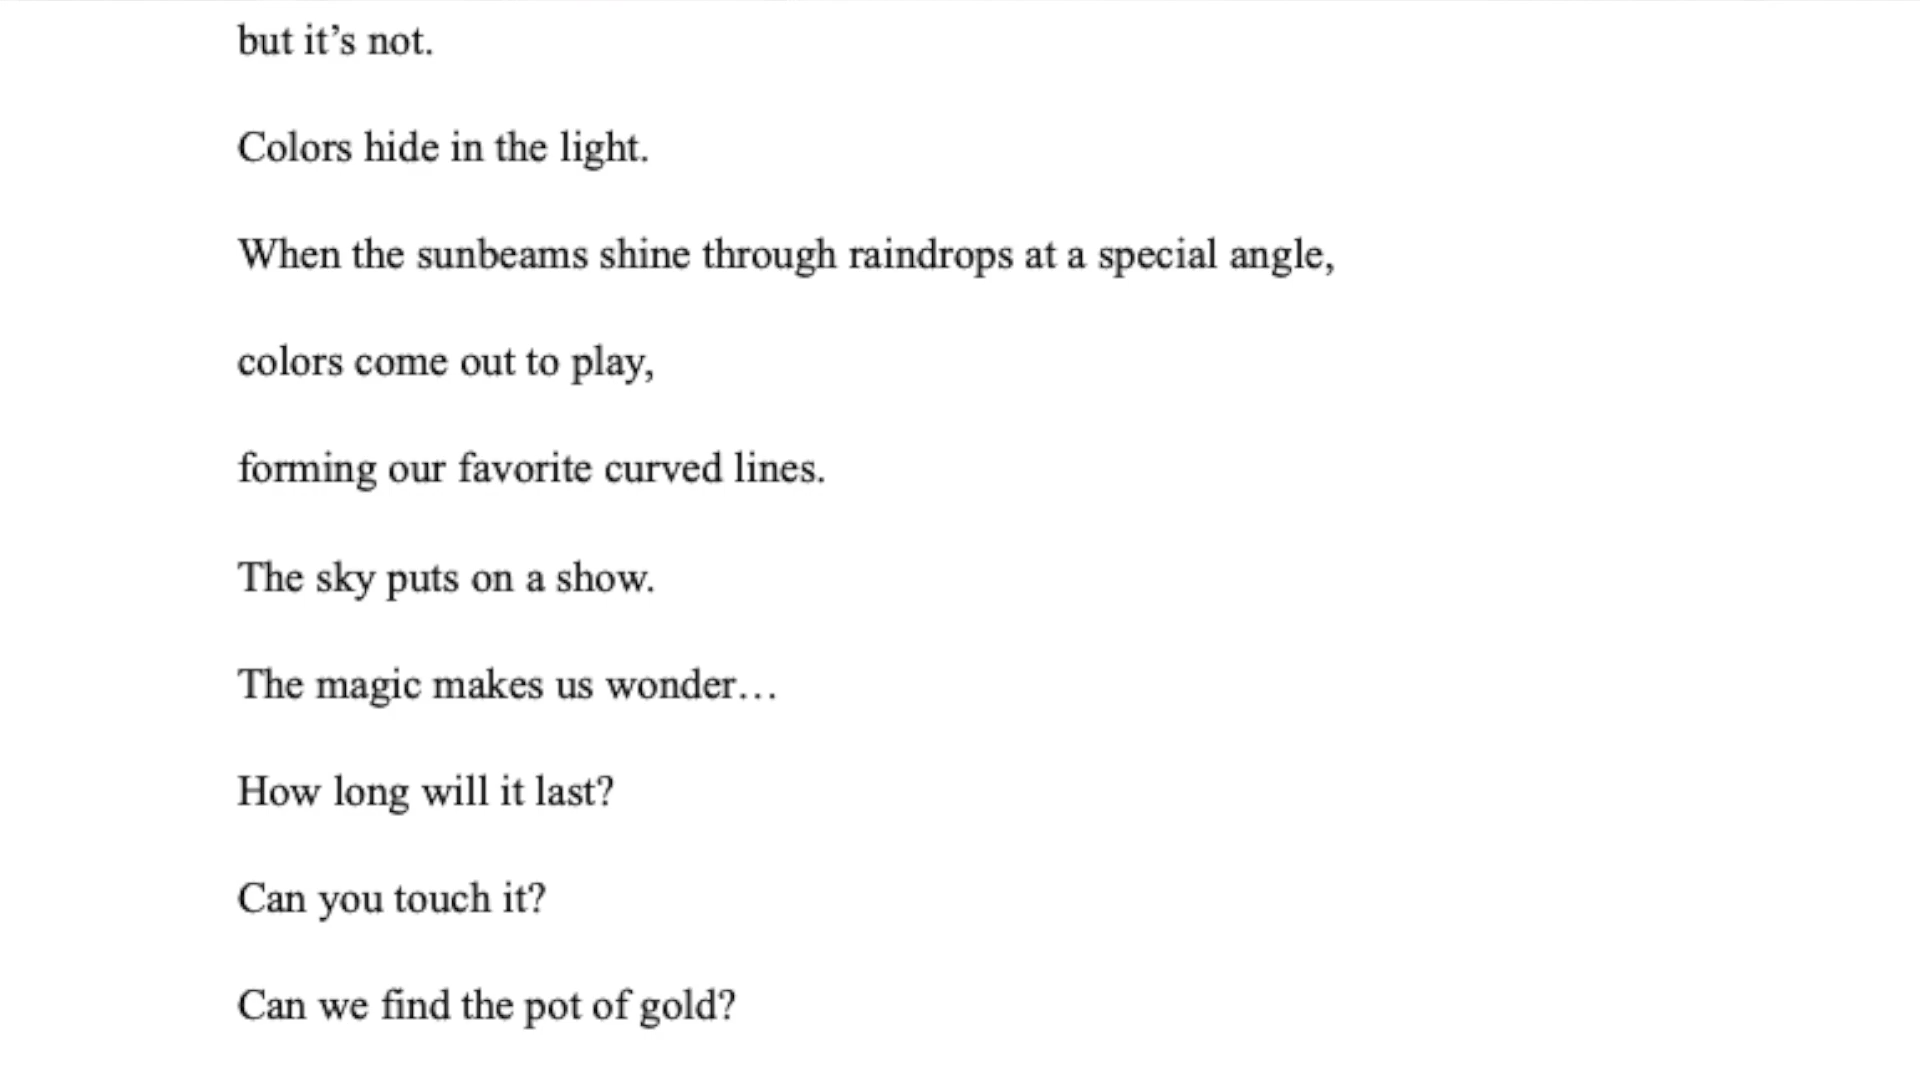 but it’s not.
Colors hide in the light.
When the sunbeams shine through raindrops at a special angle,
colors come out to play,
forming our favorite curved lines.
The sky puts on a show.
The magic makes us wonder…
How long will it last?
Can you touch it?
Can we find the pot of gold?